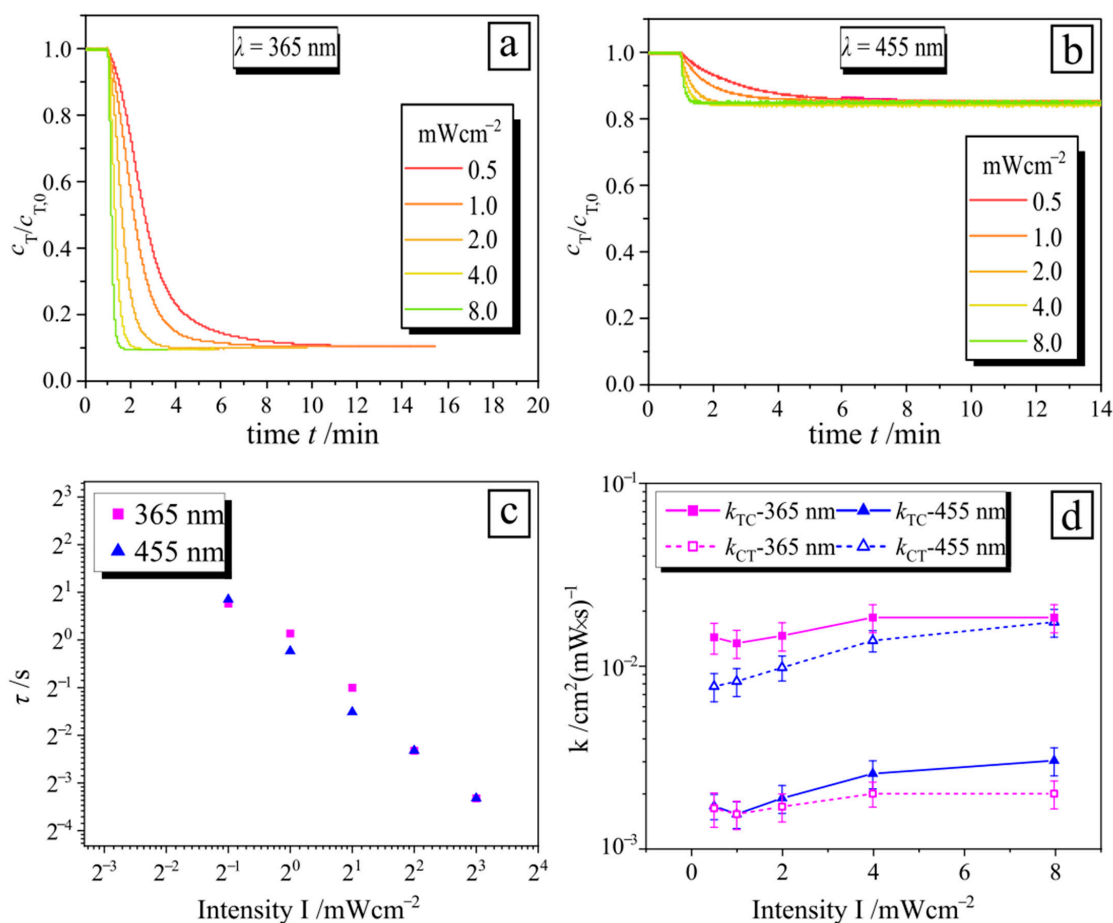 a
λ = 365 nm
mWcm⁻²
0.5
1.0
2.0
4.0
8.0
1,0
0.8
0.6
0.4
0.2
0.0
c_T/c_T,0
0 2 4 6 8 10 12 14 16 18 20
time t /min
b
λ = 455 nm
mWcm⁻²
0.5
1.0
2.0
4.0
8.0
1,0
0.8
0.6
0.4
0.2
0.0
c_T/c_T,0
0 2 4 6 8 10 12 14
time t /min
c
365 nm
455 nm
2³
2²
2¹
2⁰
2⁻¹
2⁻²
2⁻³
2⁻⁴
τ /s
2⁻³ 2⁻² 2⁻¹ 2⁰ 2¹ 2² 2³ 2⁴
Intensity I /mWcm⁻²
d
k_TC-365 nm k_TC-455 nm
k_CT-365 nm k_CT-455 nm
10⁻¹
10⁻²
10⁻³
k /cm²(mW×s)⁻¹
0 2 4 6 8
Intensity I /mWcm⁻²